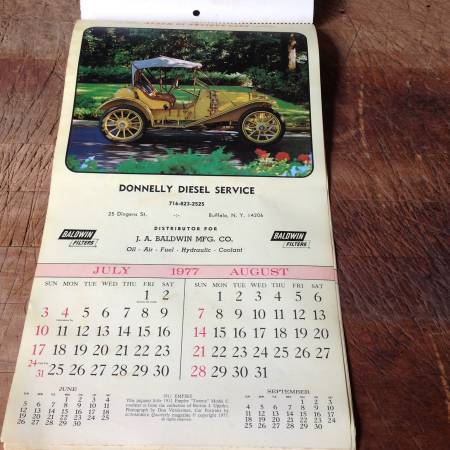 DONNELLY DIESEL SERVICE
716-823-2525
25 Dingens St. -:- Buffalo, N. Y. 14206
DISTRIBUTOR FOR
BALDWIN FILTERS
J. A. BALDWIN MFG. CO.
BALDWIN FILTERS
Oil - Air - Fuel - Hydraulic - Coolant
JULY 1977 AUGUST
SUN MON TUE WED THU FRI SAT
1 2
3 4 5 6 7 8 9
10 11 12 13 14 15 16
17 18 19 20 21 22 23
24/31 25 26 27 28 29 30
SUN MON TUE WED THU FRI SAT
1 2 3 4 5 6
7 8 9 10 11 12 13
14 15 16 17 18 19 20
21 22 23 24 25 26 27
28 29 30 31
JUNE
1 2 3 4
5 6 7 8 9 10 11
12 13 14 15 16 17 18
19 20 21 22 23 24 25
26 27 28 29 30
1911 EMPIRE
SEPTEMBER
1 2 3
4 5 6 7 8 9 10
11 12 13 14 15 16 17
18 19 20 21 22 23 24
25 26 27 28 29 30